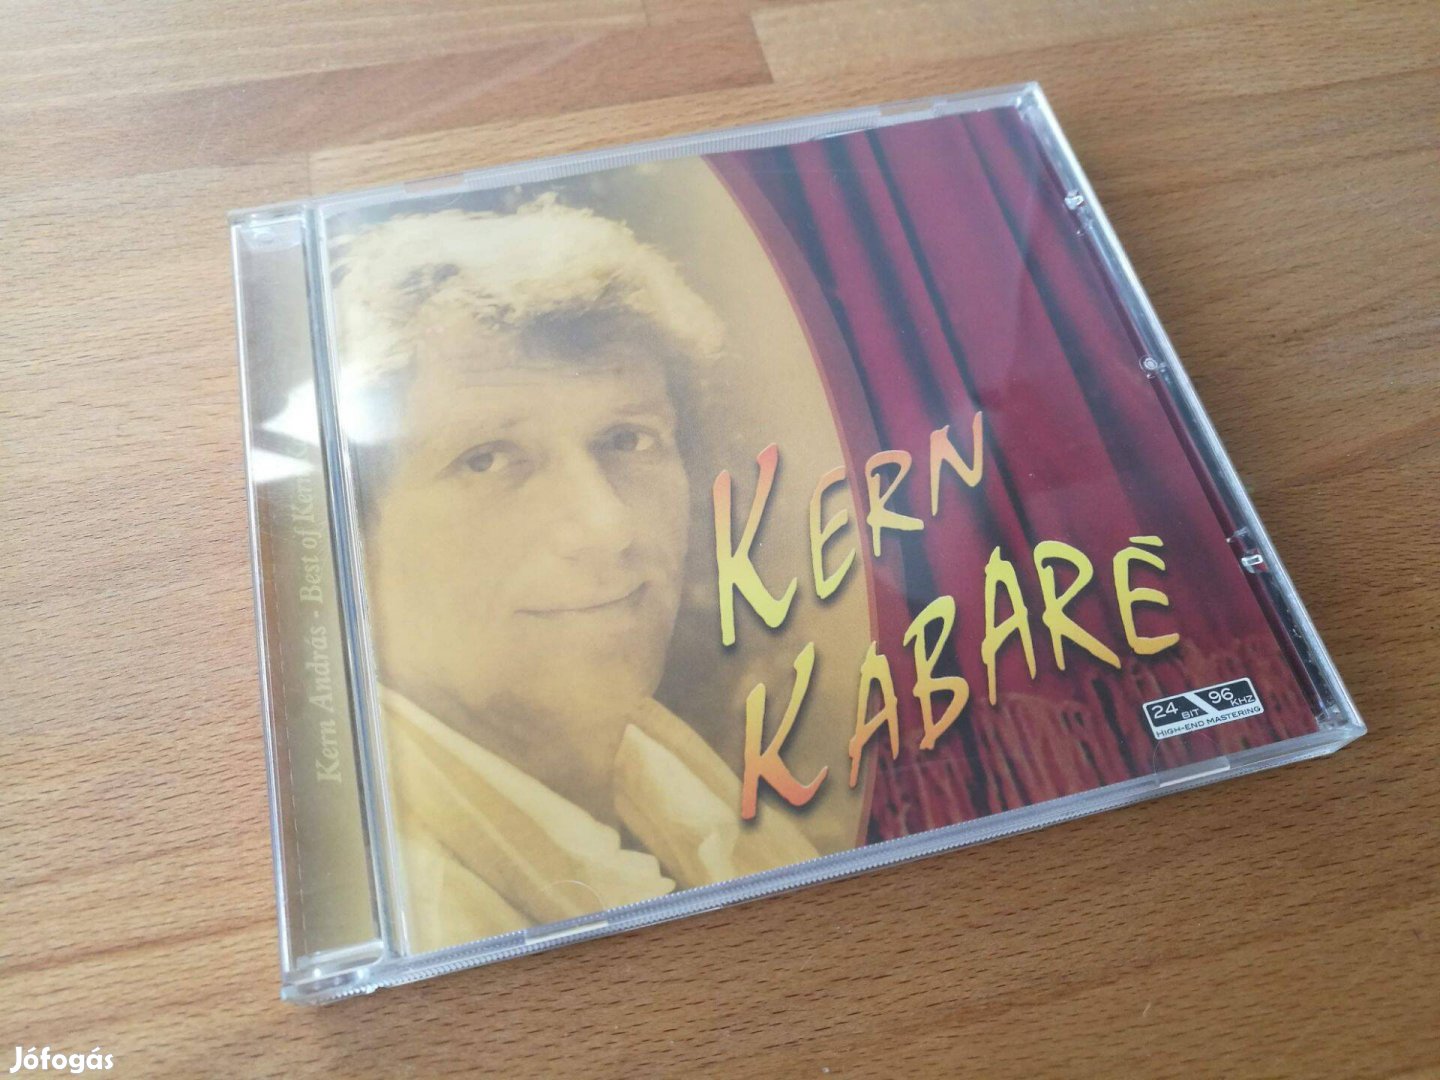 Kern András - Best of Kern
KERN
KABARÉ
24 BIT 96 KHZ
HIGH-END MASTERING
Jófogás